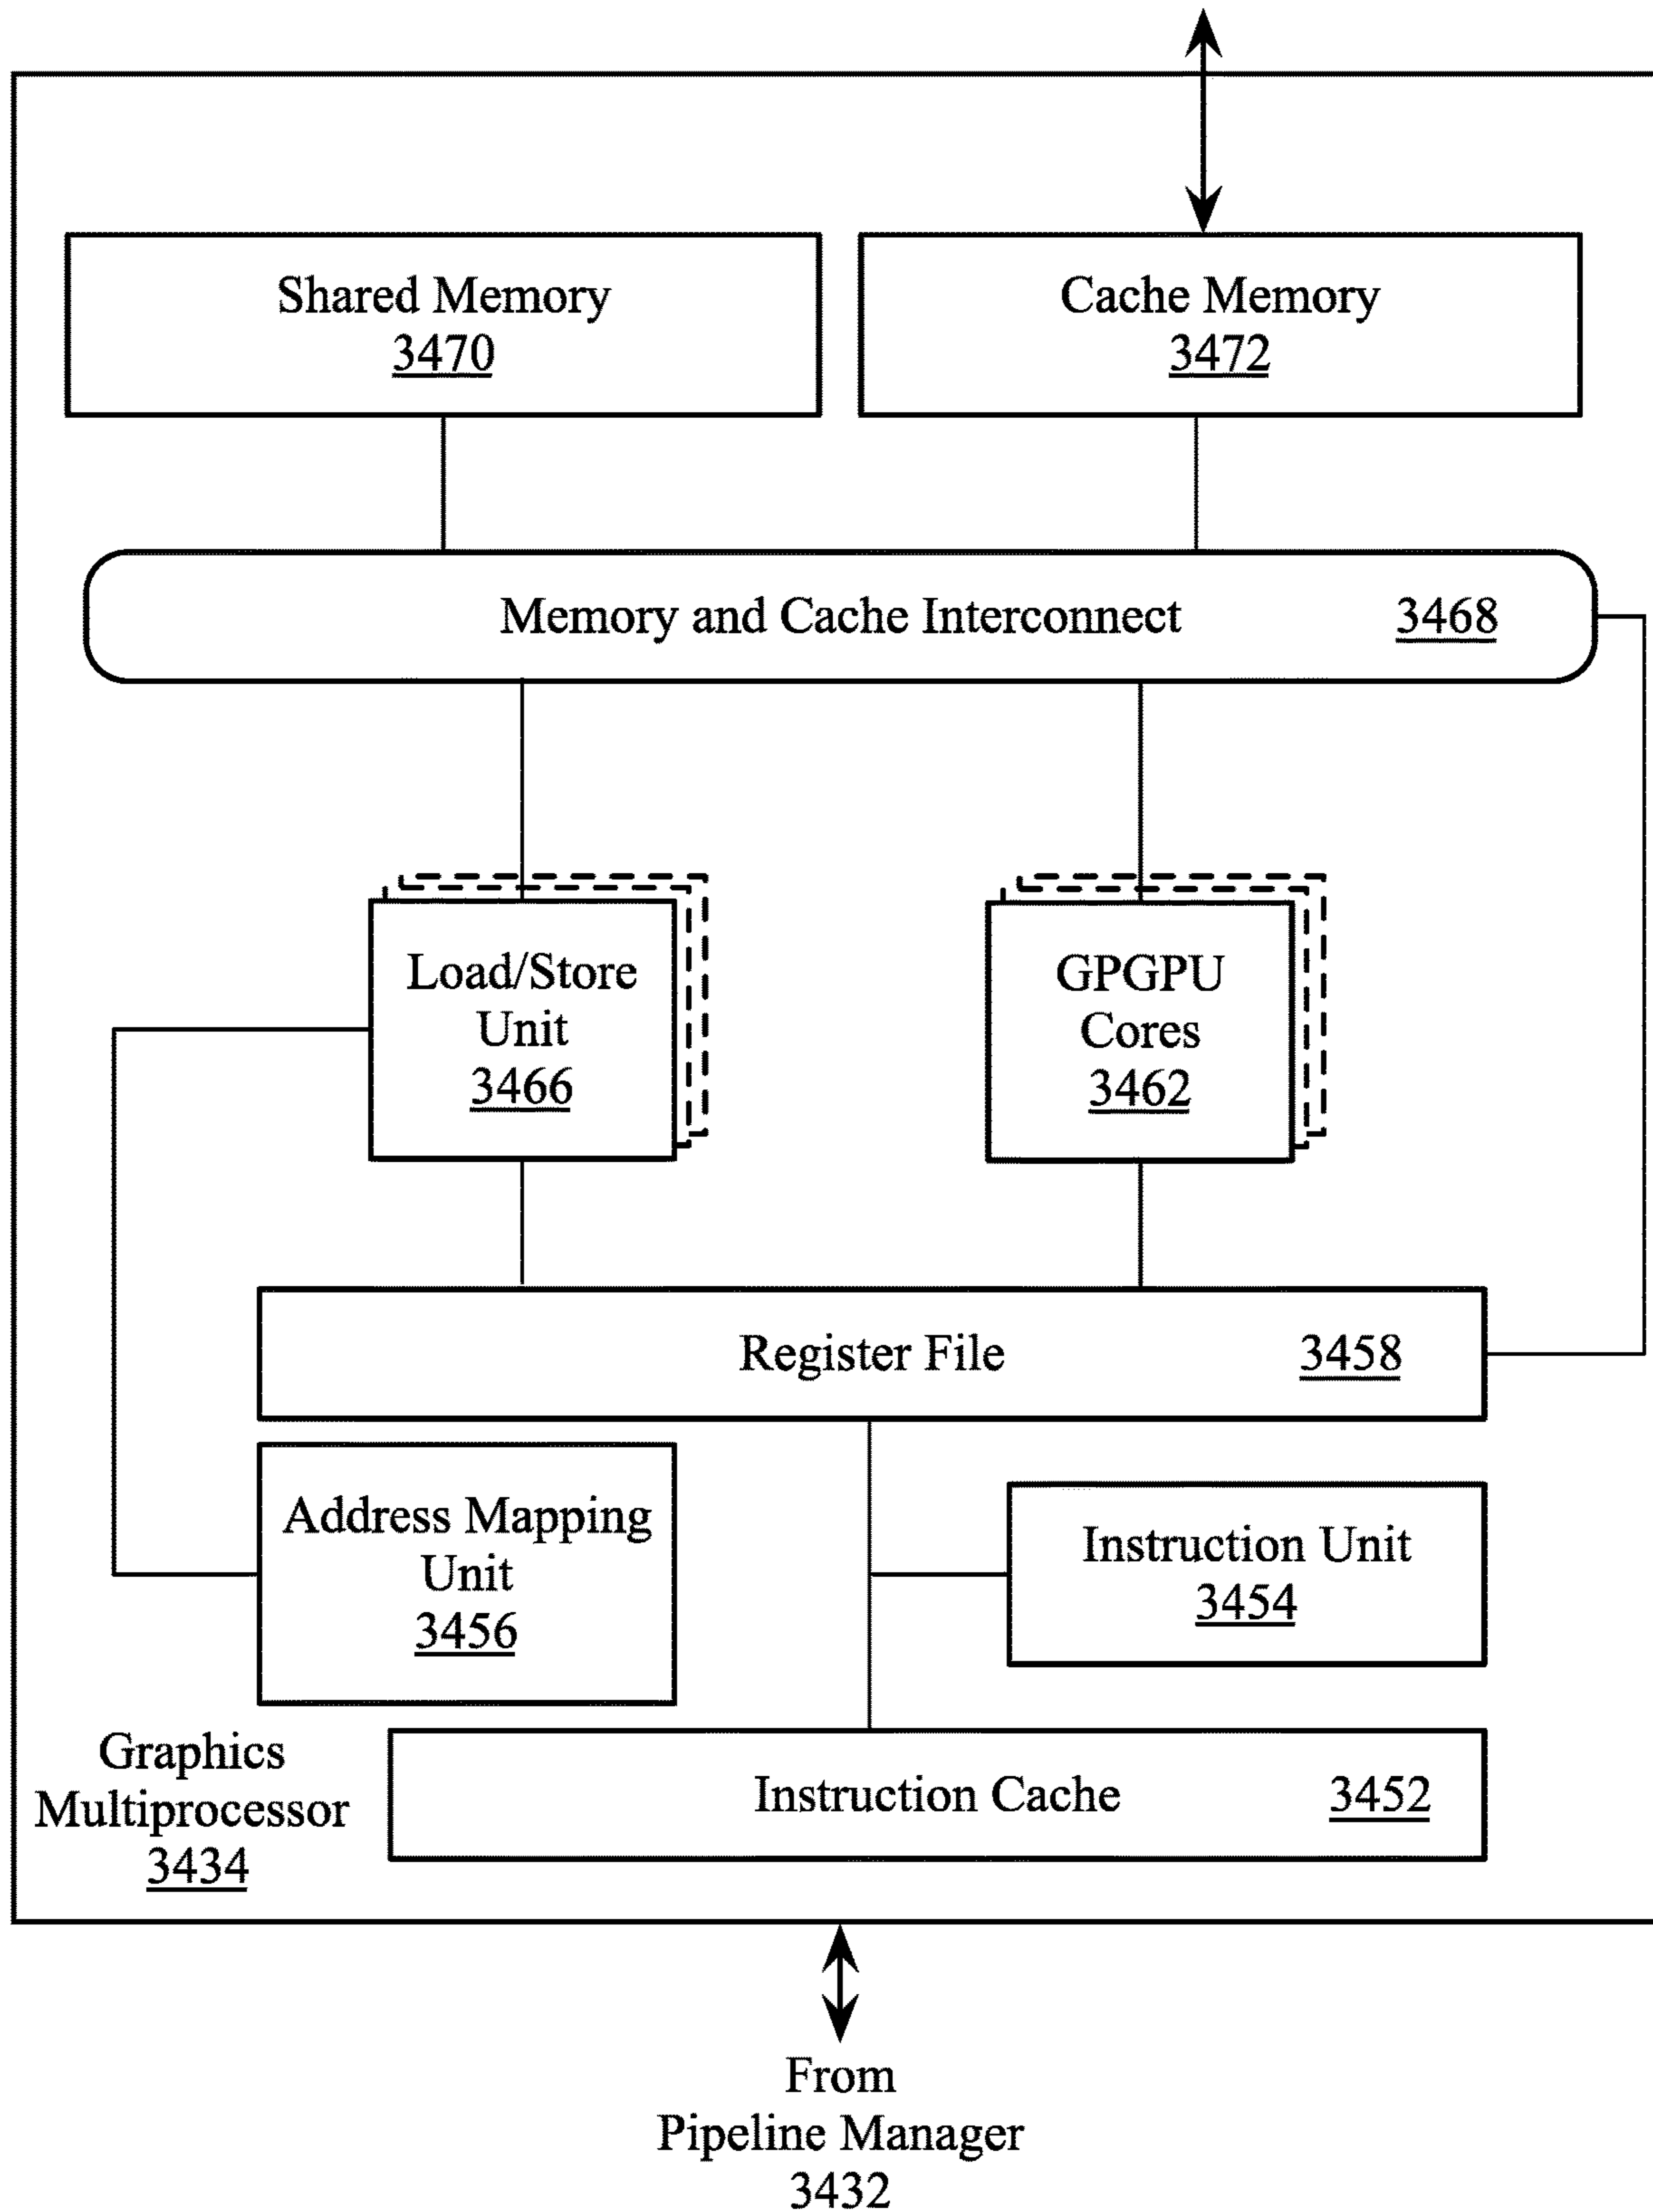 Shared Memory
3470
Cache Memory
3472
Memory and Cache Interconnect 3468
Load/Store
Unit
3466
GPGPU
Cores
3462
Register File 3458
Address Mapping
Unit
3456
Instruction Unit
3454
Graphics
Multiprocessor
3434
Instruction Cache 3452
From
Pipeline Manager
3432